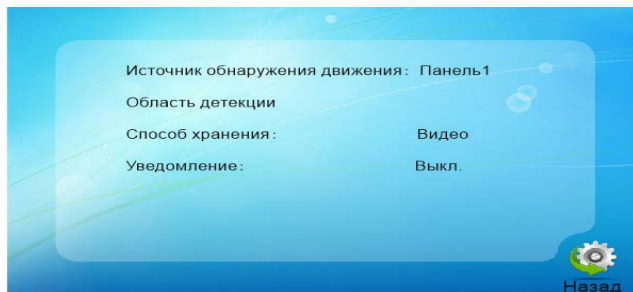 Источник обнаружения движения: Панель1
Область детекции
Способ хранения: Видео
Уведомление: Выкл.
Назад